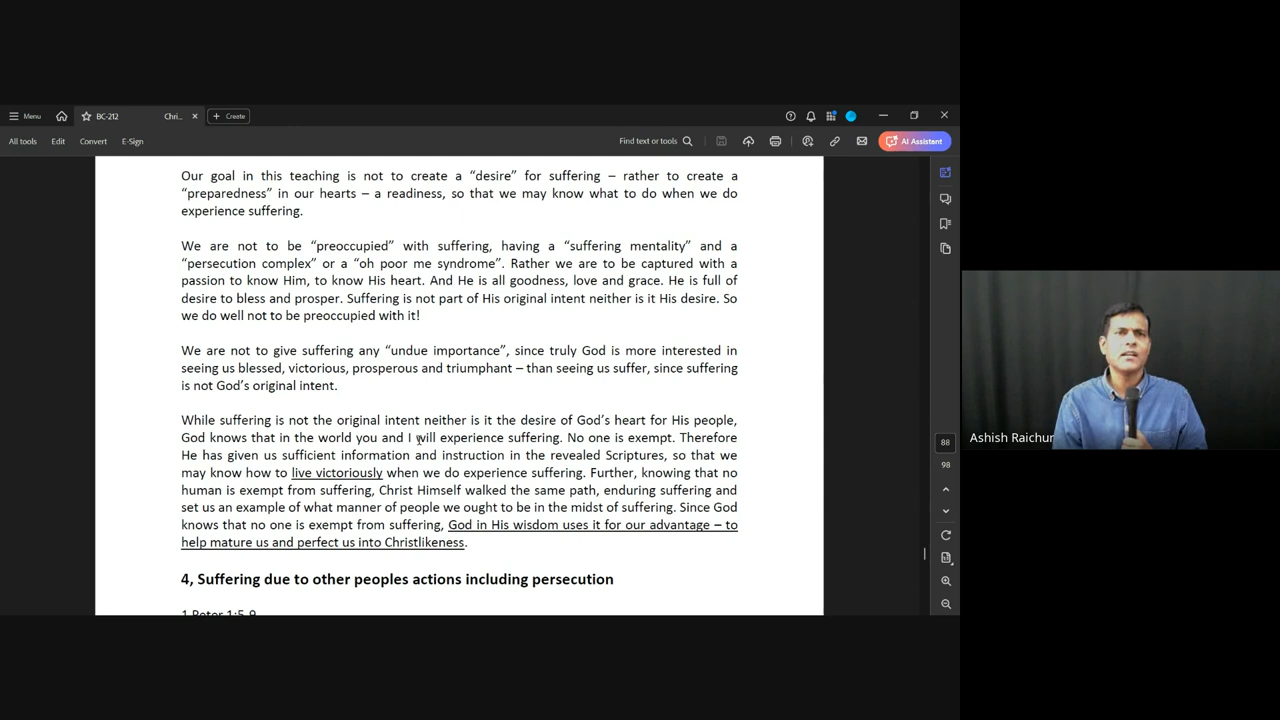 Menu
BC-212
Chri...
Create
All tools
Edit
Convert
E-Sign
Find text or tools
AI Assistant
Our goal in this teaching is not to create a “desire” for suffering – rather to create a
“preparedness” in our hearts – a readiness, so that we may know what to do when we do
experience suffering.
We are not to be “preoccupied” with suffering, having a “suffering mentality” and a
“persecution complex” or a “oh poor me syndrome”. Rather we are to be captured with a
passion to know Him, to know His heart. And He is all goodness, love and grace. He is full of
desire to bless and prosper. Suffering is not part of His original intent neither is it His desire. So
we do well not to be preoccupied with it!
We are not to give suffering any “undue importance”, since truly God is more interested in
seeing us blessed, victorious, prosperous and triumphant – than seeing us suffer, since suffering
is not God’s original intent.
While suffering is not the original intent neither is it the desire of God’s heart for His people,
God knows that in the world you and I will experience suffering. No one is exempt. Therefore
He has given us sufficient information and instruction in the revealed Scriptures, so that we
may know how to live victoriously when we do experience suffering. Further, knowing that no
human is exempt from suffering, Christ Himself walked the same path, enduring suffering and
set us an example of what manner of people we ought to be in the midst of suffering. Since God
knows that no one is exempt from suffering, God in His wisdom uses it for our advantage – to
help mature us and perfect us into Christlikeness.
4, Suffering due to other peoples actions including persecution
1 Peter 1:5-9
88
98
Ashish Raichur